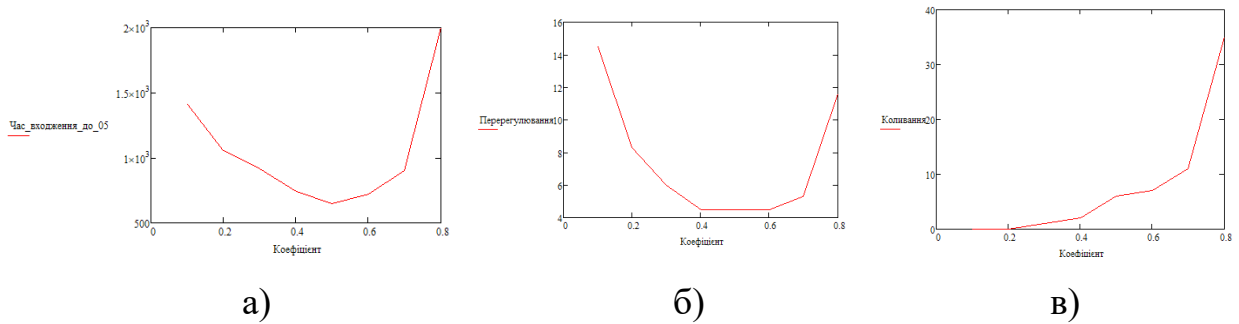 2×10³
1.5×10³
Час_входження_до_05
1×10³
500
0 0.2 0.4 0.6 0.8
Коефіцієнт
а)
16
14
12
Перерегулювання
10
8
6
4
0 0.2 0.4 0.6 0.8
Коефіцієнт
б)
40
30
Коливання
20
10
0
0 0.2 0.4 0.6 0.8
Коефіцієнт
в)